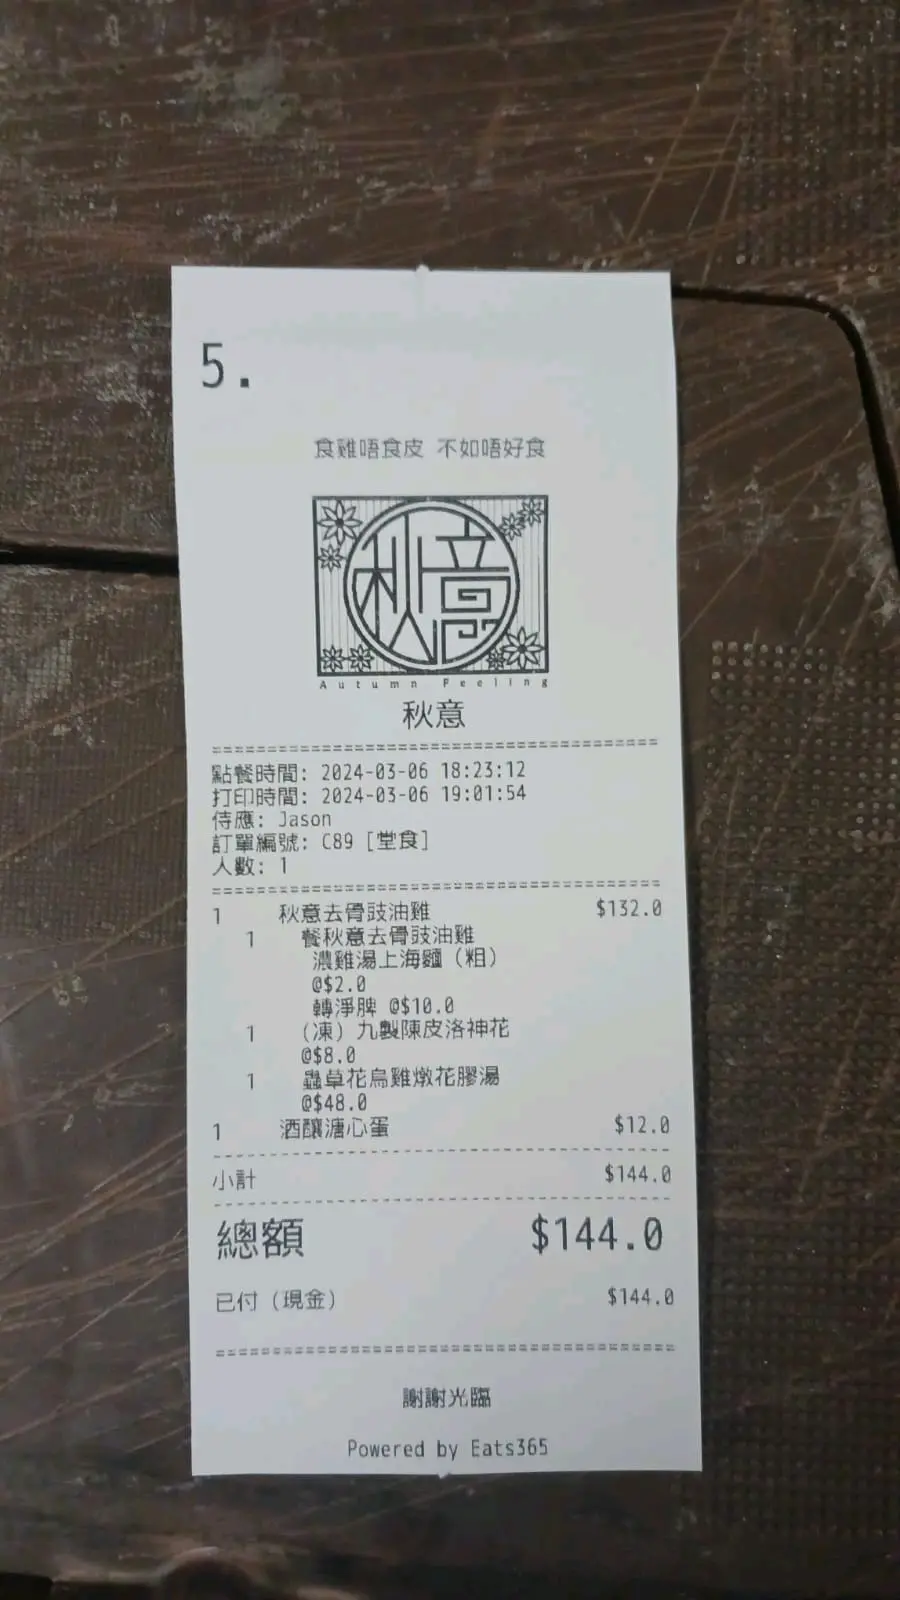 5.
食雞唔食皮 不如唔好食
秋意
Autumn Feeling
秋意
點餐時間: 2024-03-06 18:23:12
打印時間: 2024-03-06 19:01:54
侍應: Jason
訂單編號: C89 [堂食]
人數: 1
1 秋意去骨豉油雞 $132.0
1 餐秋意去骨豉油雞
濃雞湯上海麵（粗）
@$2.0
轉淨脾 @$10.0
1 （凍）九製陳皮洛神花
@$8.0
1 蟲草花烏雞燉花膠湯
@$48.0
1 酒釀溏心蛋 $12.0
小計 $144.0
總額 $144.0
已付（現金） $144.0
謝謝光臨
Powered by Eats365